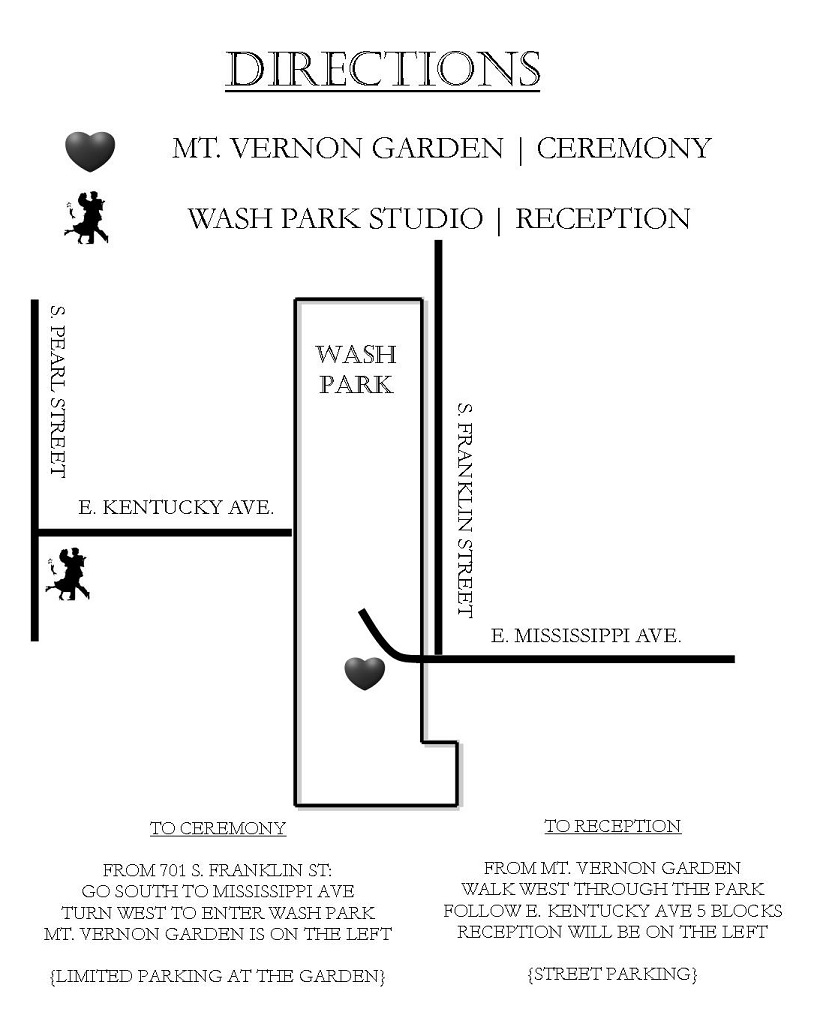 DIRECTIONS
MT. VERNON GARDEN | CEREMONY
WASH PARK STUDIO | RECEPTION
S. PEARL STREET
WASH
PARK
S. FRANKLIN STREET
E. KENTUCKY AVE.
E. MISSISSIPPI AVE.
TO CEREMONY
FROM 701 S. FRANKLIN ST:
GO SOUTH TO MISSISSIPPI AVE
TURN WEST TO ENTER WASH PARK
MT. VERNON GARDEN IS ON THE LEFT
{LIMITED PARKING AT THE GARDEN}
TO RECEPTION
FROM MT. VERNON GARDEN
WALK WEST THROUGH THE PARK
FOLLOW E. KENTUCKY AVE 5 BLOCKS
RECEPTION WILL BE ON THE LEFT
{STREET PARKING}